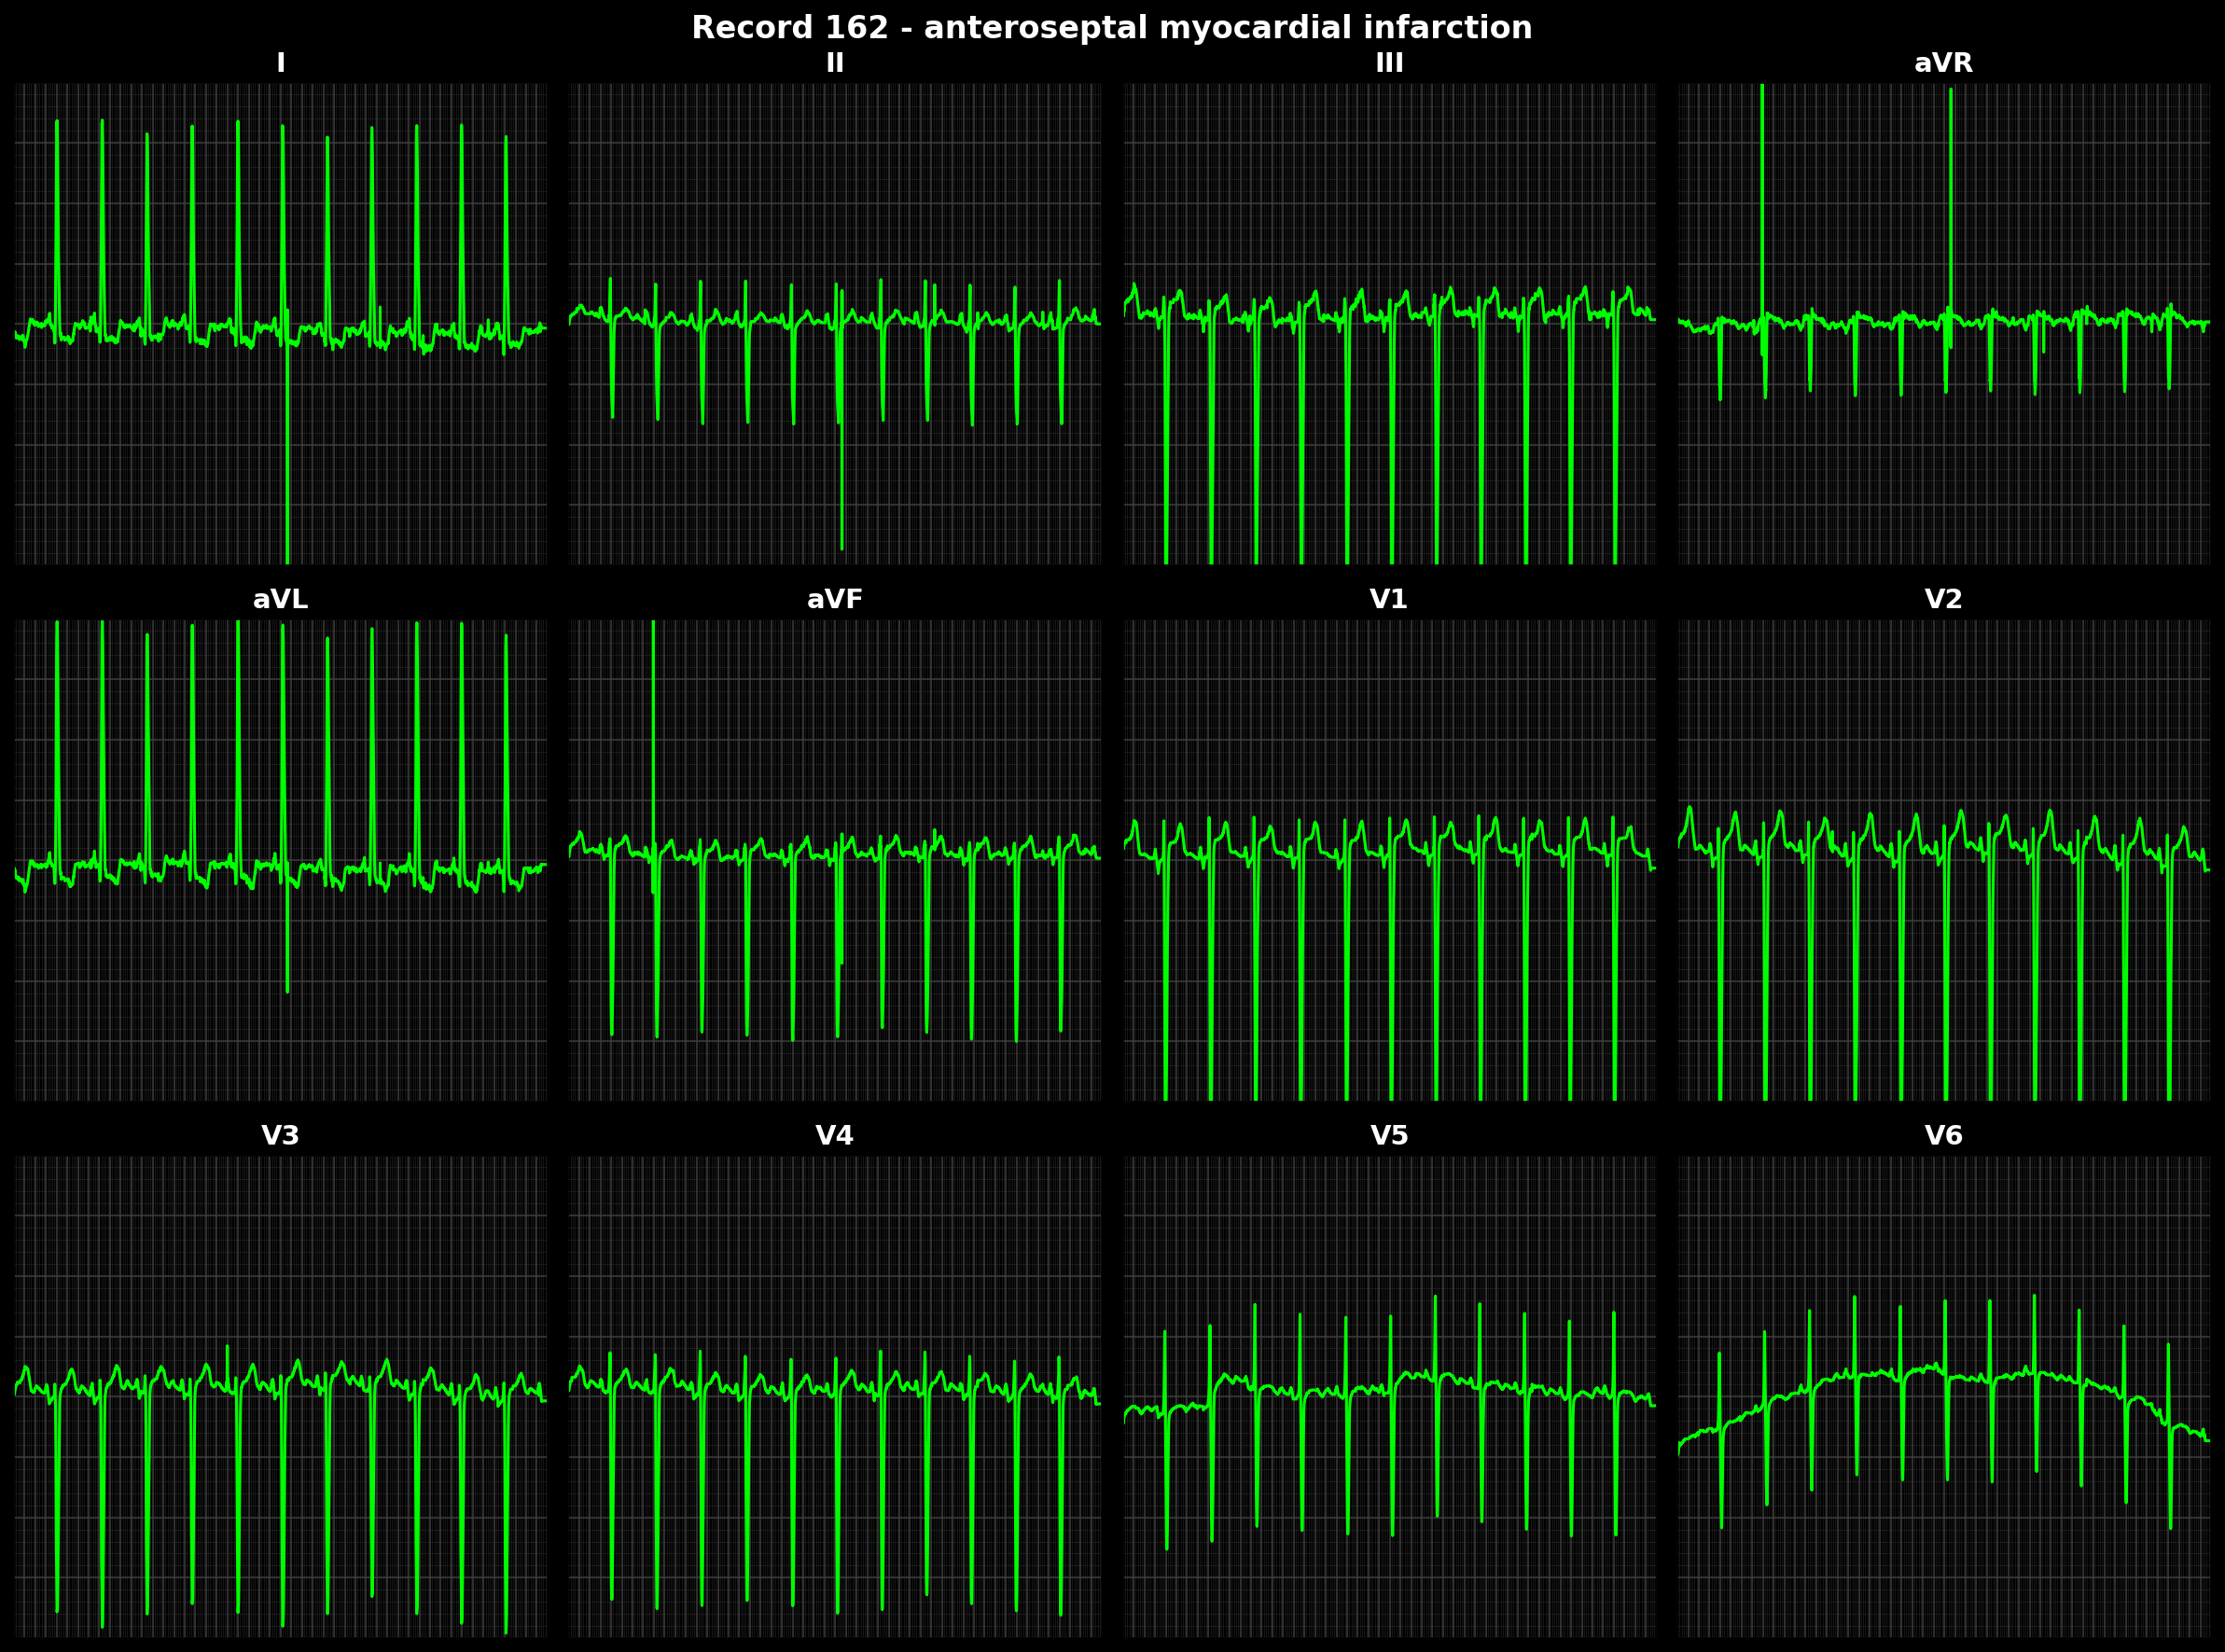 Record 162 - anteroseptal myocardial infarction
I II III aVR
aVL aVF V1 V2
V3 V4 V5 V6